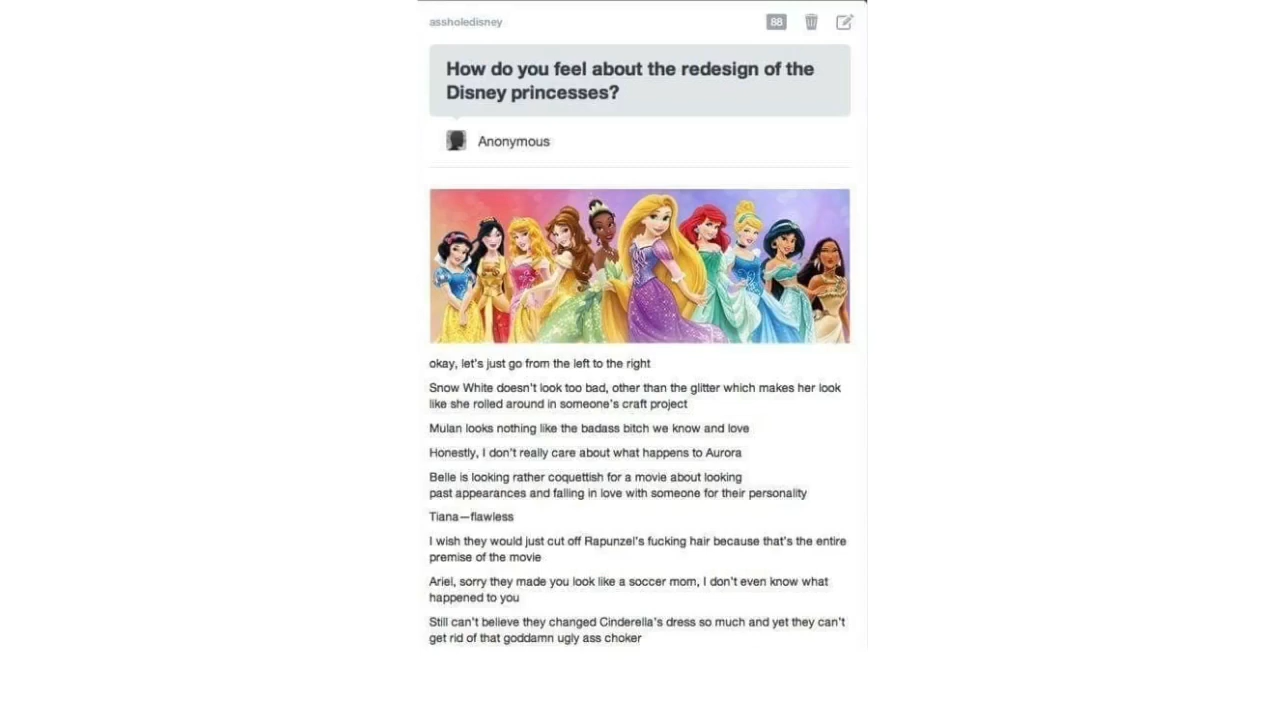 assholedisney
88
How do you feel about the redesign of the
Disney princesses?
Anonymous
okay, let's just go from the left to the right
Snow White doesn't look too bad, other than the glitter which makes her look
like she rolled around in someone's craft project
Mulan looks nothing like the badass bitch we know and love
Honestly, I don't really care about what happens to Aurora
Belle is looking rather coquettish for a movie about looking
past appearances and falling in love with someone for their personality
Tiana—flawless
I wish they would just cut off Rapunzel's fucking hair because that's the entire
premise of the movie
Ariel, sorry they made you look like a soccer mom, I don't even know what
happened to you
Still can't believe they changed Cinderella's dress so much and yet they can't
get rid of that goddamn ugly ass choker